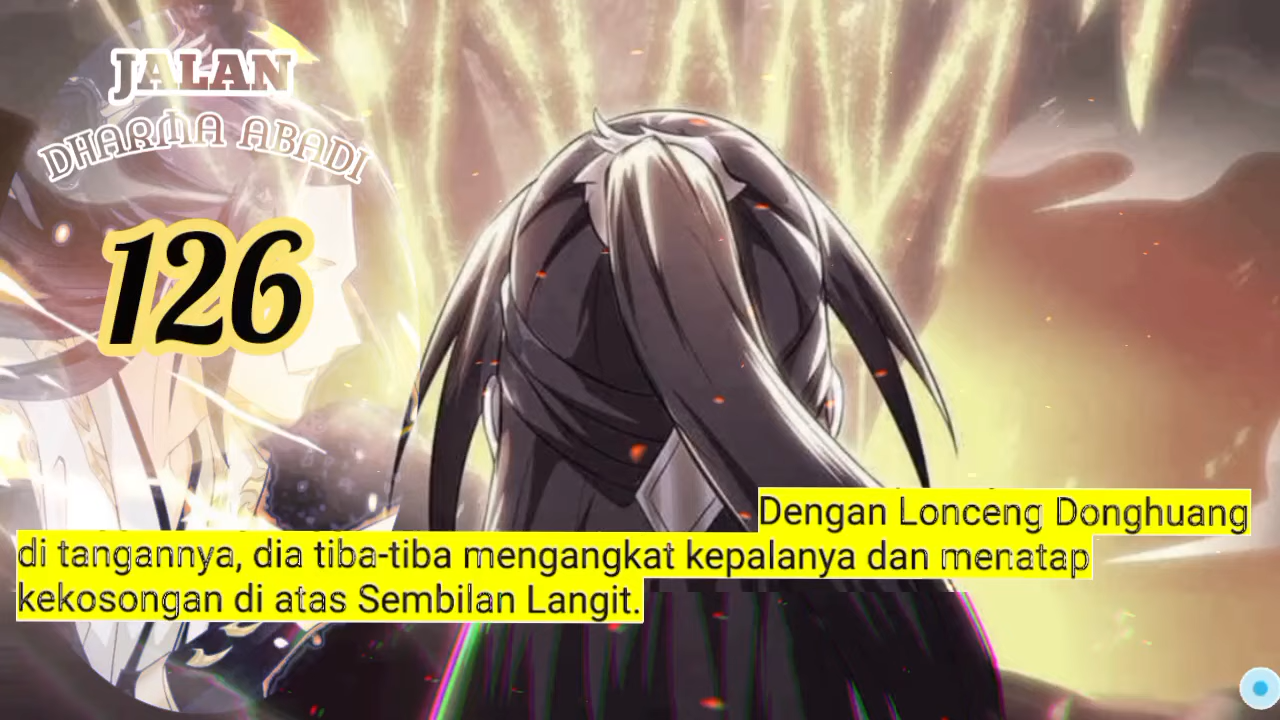 JALAN
DHARMA ABADI
126
Dengan Lonceng Donghuang
di tangannya, dia tiba-tiba mengangkat kepalanya dan menatap
kekosongan di atas Sembilan Langit.